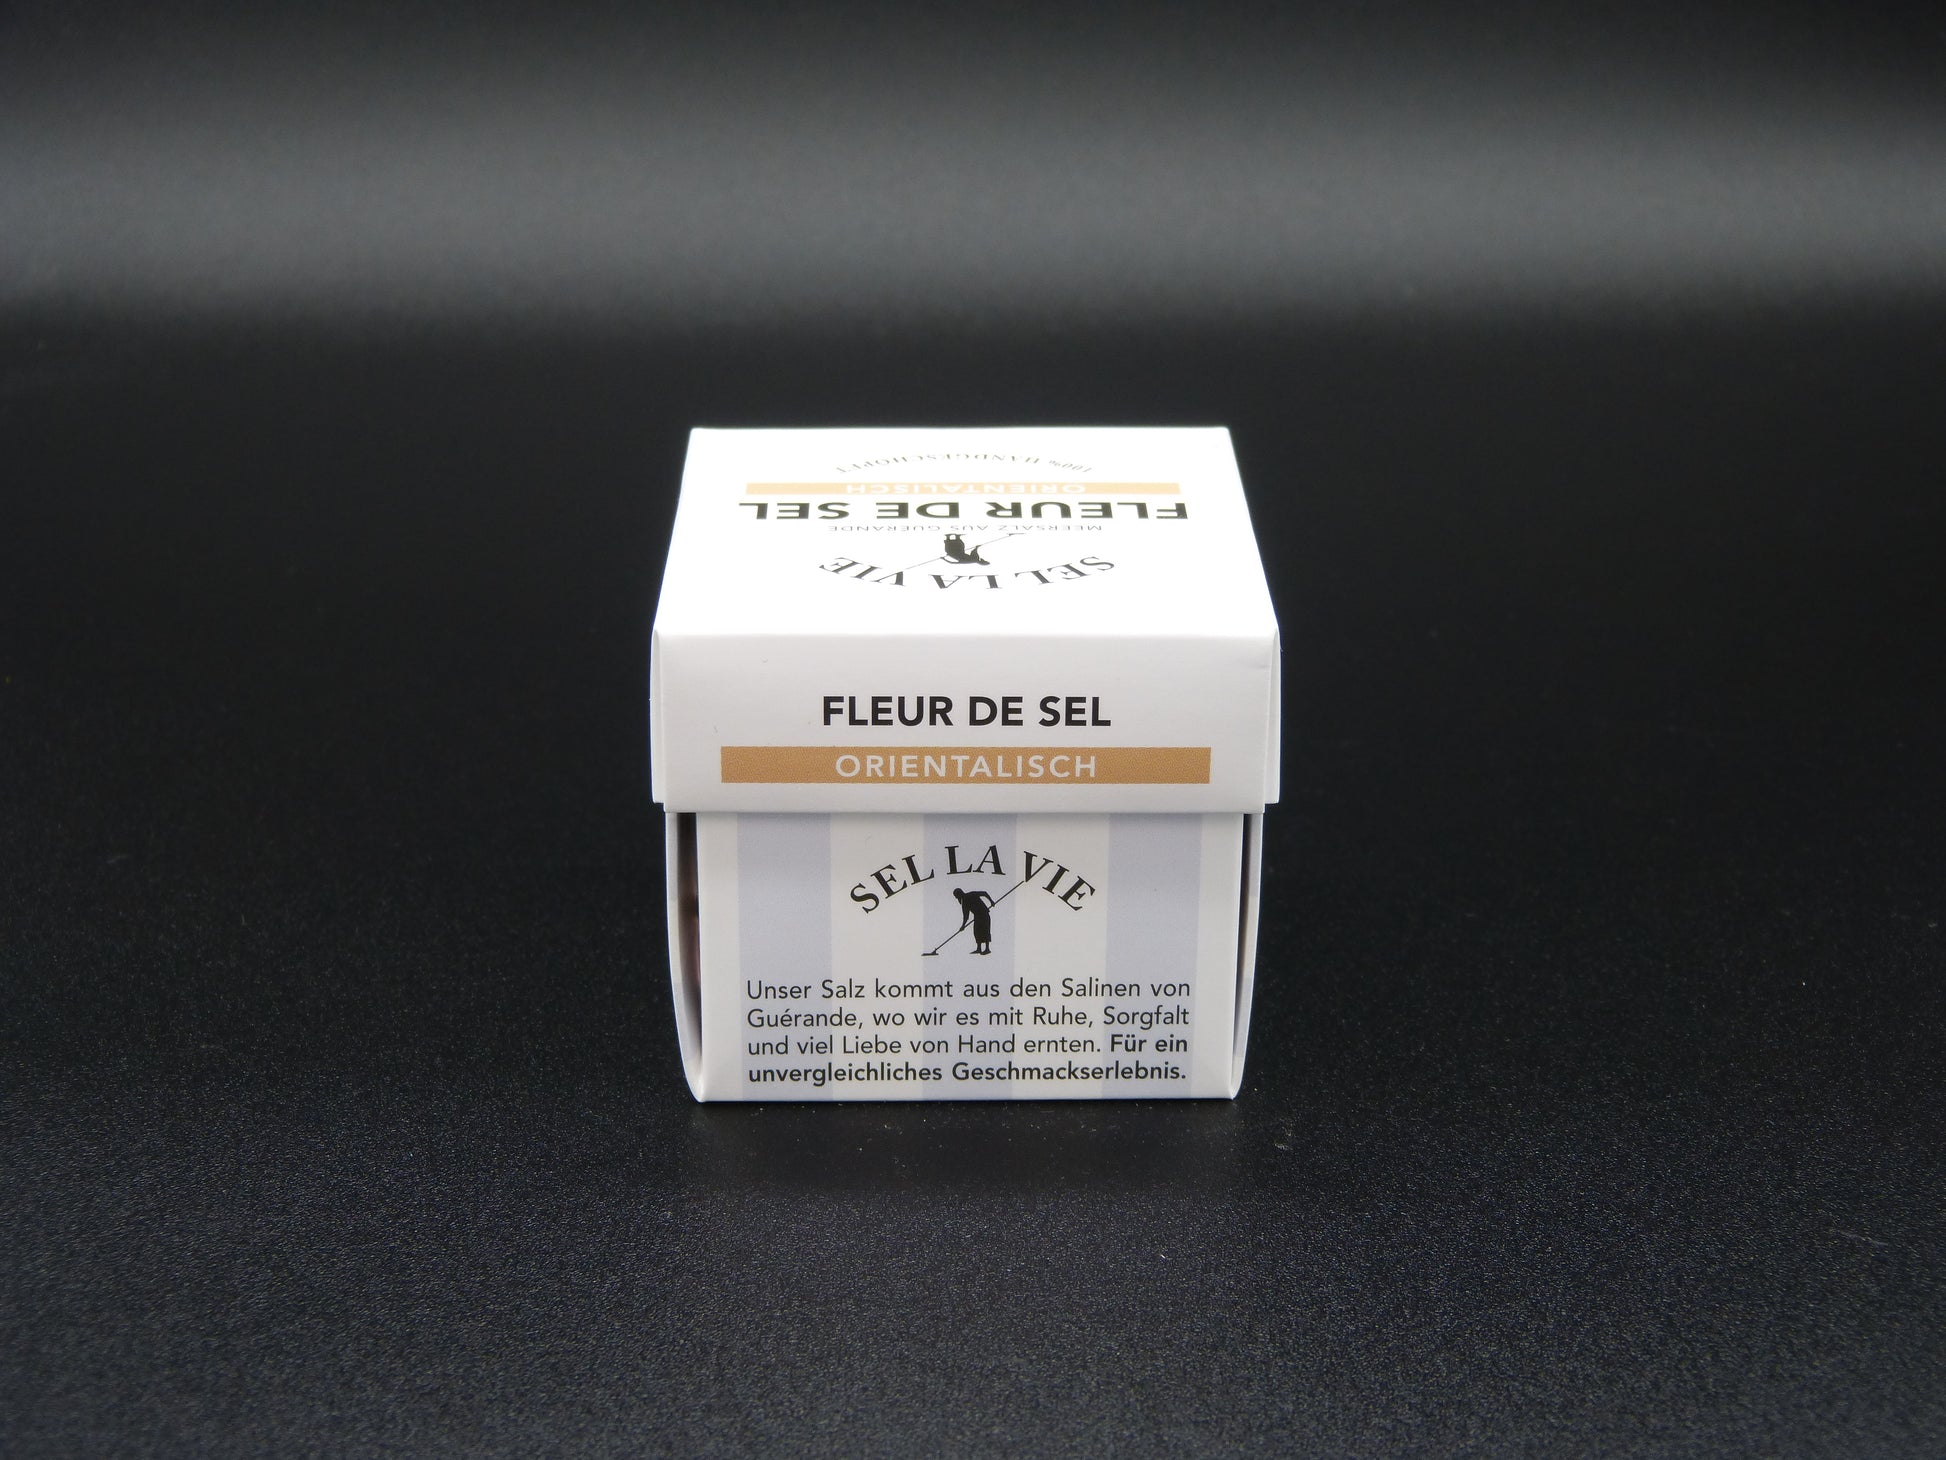 SEL LA VIE
MEERSALZ AUS GUÉRANDE
FLEUR DE SEL
ORIENTALISCH
100% HANDGESCHÖPFT
FLEUR DE SEL
ORIENTALISCH
SEL LA VIE
Unser Salz kommt aus den Salinen von
Guérande, wo wir es mit Ruhe, Sorgfalt
und viel Liebe von Hand ernten. Für ein
unvergleichliches Geschmackserlebnis.